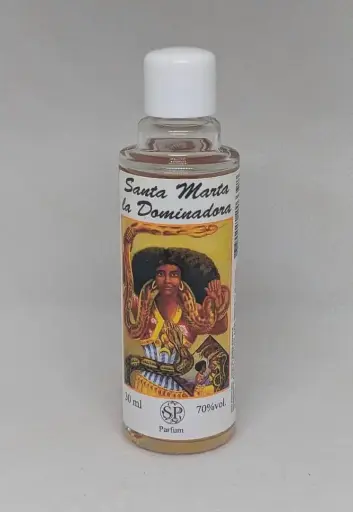 Santa Marta
la Dominadora
30 ml
SP
70%vol.
Parfum